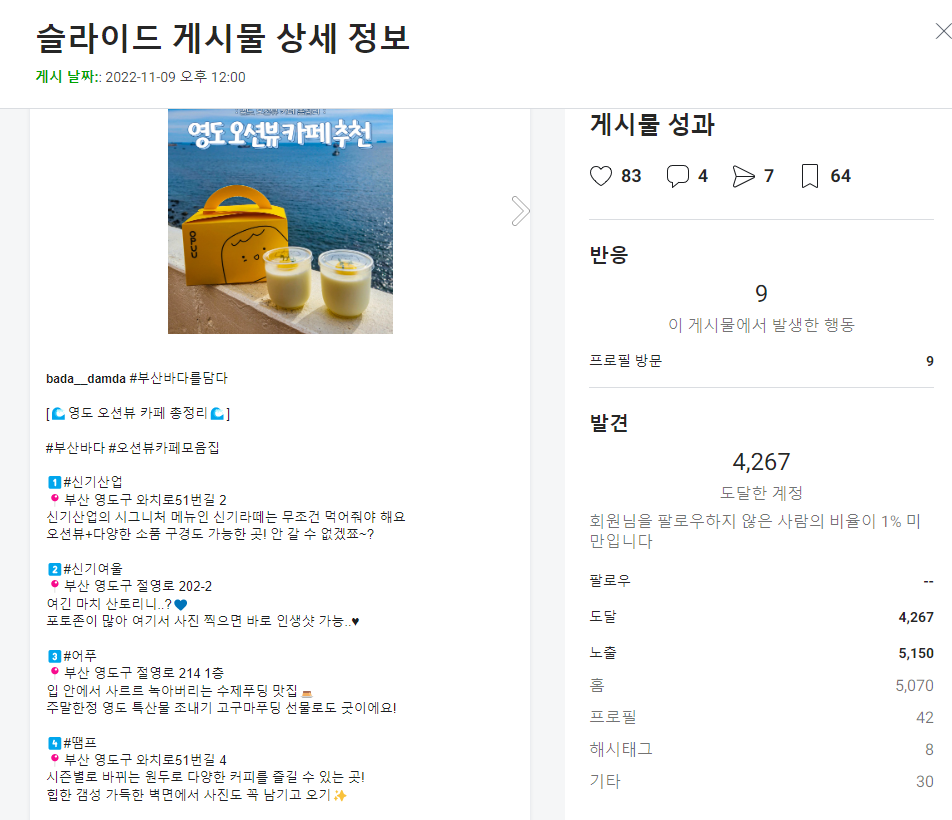 슬라이드 게시물 상세 정보
게시 날짜:: 2022-11-09 오후 12:00
영도 오션뷰 카페 추천
OPUU
bada__damda #부산바다를담다
[🌊영도 오션뷰 카페 총정리🌊]
#부산바다 #오션뷰카페모음집
1️⃣#신기산업
📍부산 영도구 와치로51번길 2
신기산업의 시그니처 메뉴인 신기라떼는 무조건 먹어줘야 해요
오션뷰+다양한 소품 구경도 가능한 곳! 안 갈 수 없겠쬬~?
2️⃣#신기여울
📍부산 영도구 절영로 202-2
여긴 마치 산토리니..?💙
포토존이 많아 여기서 사진 찍으면 바로 인생샷 가능..♥
3️⃣#어푸
📍부산 영도구 절영로 214 1층
입 안에서 사르르 녹아버리는 수제푸딩 맛집☕
주말한정 영도 특산물 조내기 고구마푸딩 선물로도 굿이에요!
4️⃣#땜프
📍부산 영도구 와치로51번길 4
시즌별로 바뀌는 원두로 다양한 커피를 즐길 수 있는 곳!
힙한 갬성 가득한 벽면에서 사진도 꼭 남기고 오기✨
게시물 성과
83 4 7 64
반응
9
이 게시물에서 발생한 행동
프로필 방문 9
발견
4,267
도달한 계정
회원님을 팔로우하지 않은 사람의 비율이 1% 미
만입니다
팔로우 --
도달 4,267
노출 5,150
홈 5,070
프로필 42
해시태그 8
기타 30